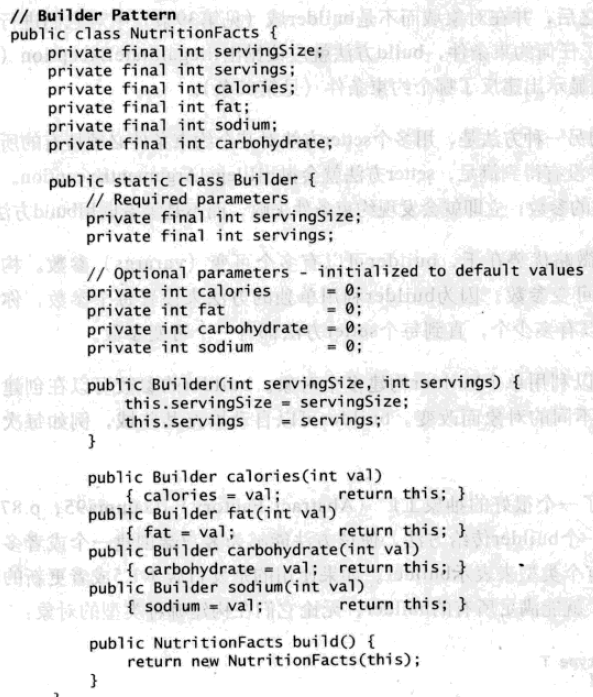 // Builder Pattern
public class NutritionFacts {
    private final int servingSize;
    private final int servings;
    private final int calories;
    private final int fat;
    private final int sodium;
    private final int carbohydrate;

    public static class Builder {
        // Required parameters
        private final int servingSize;
        private final int servings;

        // Optional parameters - initialized to default values
        private int calories      = 0;
        private int fat           = 0;
        private int carbohydrate  = 0;
        private int sodium        = 0;

        public Builder(int servingSize, int servings) {
            this.servingSize = servingSize;
            this.servings    = servings;
        }

        public Builder calories(int val)
            { calories = val;      return this; }
        public Builder fat(int val)
            { fat = val;           return this; }
        public Builder carbohydrate(int val)
            { carbohydrate = val;  return this; }
        public Builder sodium(int val)
            { sodium = val;        return this; }

        public NutritionFacts build() {
            return new NutritionFacts(this);
        }